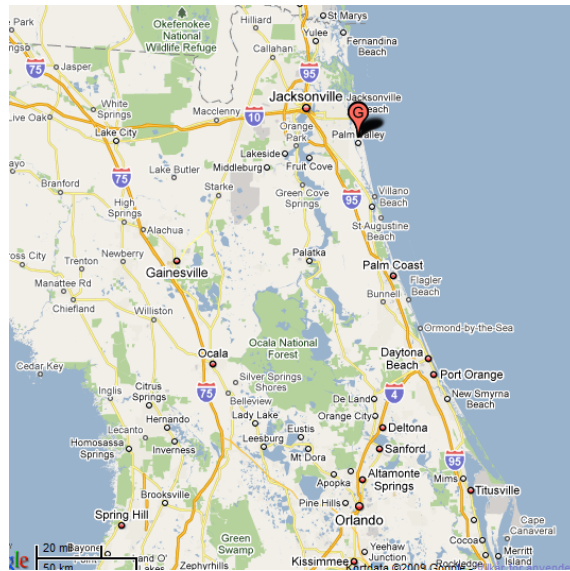 St Marys
Okefenokee
National
Wildlife Refuge
Hilliard
Yulee
Fernandina
Beach
Callahan
Jasper
75
95
White
Springs
Jacksonville
Jacksonville
Live Oak
Macclenny
10
G
Lake City
Orange
Park
Palm Valley
Lakeside
Fruit Cove
Middleburg
75
Lake Butler
Branford
Starke
Green Cove
Springs
95
Villano
Beach
High
Springs
St Augustine
Beach
Alachua
Trenton
Newberry
Gainesville
Palatka
Palm Coast
Manatee Rd
Chiefland
Bunnell
Flagler
Beach
Williston
Ormond-by-the-Sea
Ocala National
Forest
Ocala
Daytona
Beach
Port Orange
Cedar Key
Silver Springs
Shores
Inglis
Citrus
Springs
75
Belleview
De Land
4
New Smyrna
Beach
Lady Lake
Orange City
Hernando
Deltona
Lecanto
Eustis
Leesburg
Homosassa
Springs
Inverness
Mt Dora
Sanford
95
Mims
Apopka
Altamonte
Springs
Titusville
Brooksville
Pine Hills
Spring Hill
Orlando
Cape
Canaveral
Green
Swamp
Cocoa
20 mi
Yeehaw
Junction
Merritt
Island
Rockledge
Zephyrhills
Kissimmee
50 km
Kortdata ©2009 Google